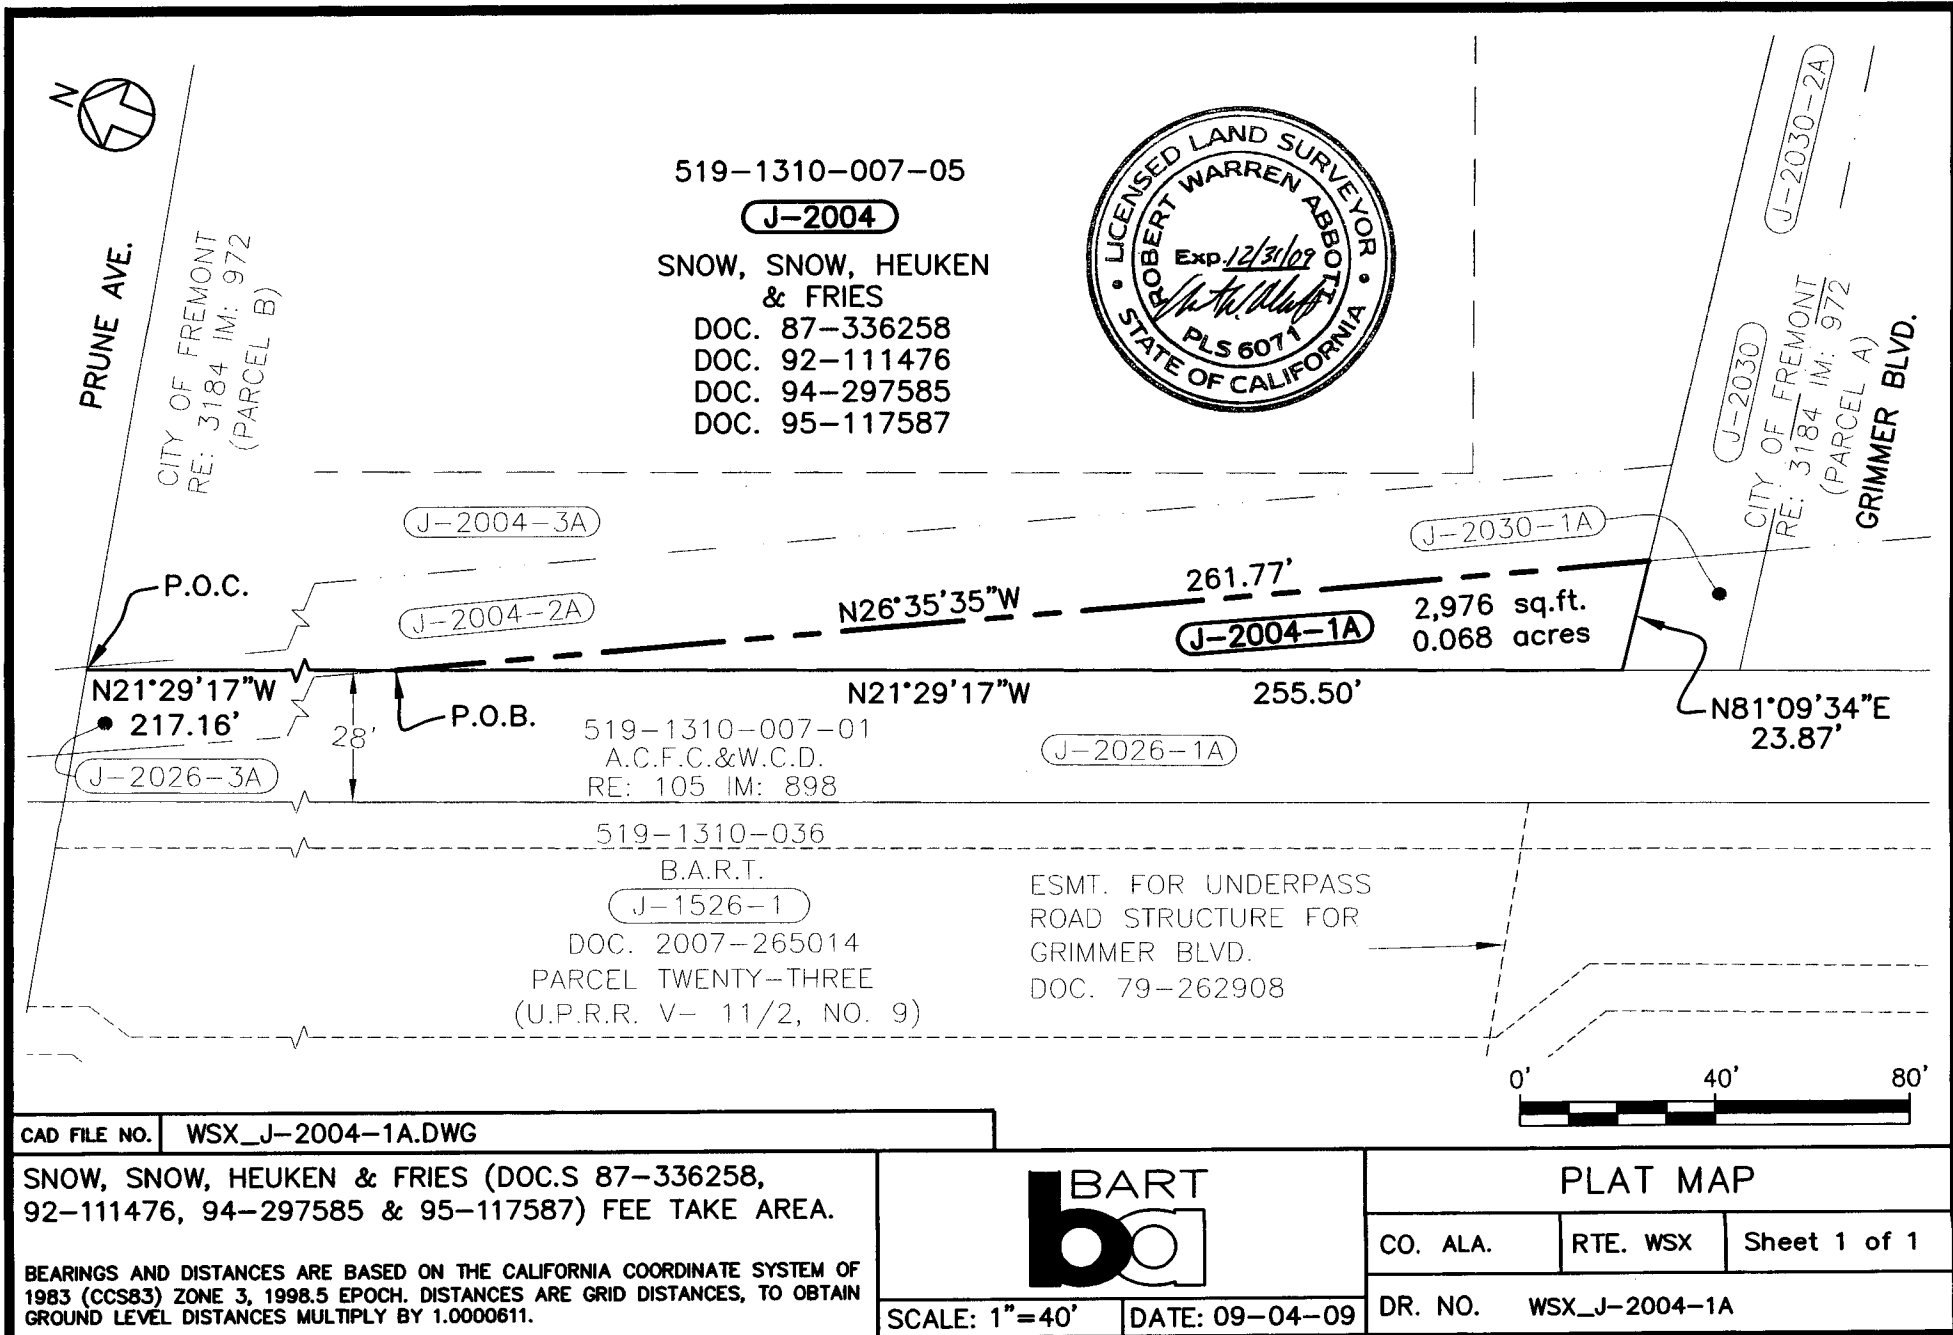 N
PRUNE AVE.
CITY OF FREMONT
RE: 3184 IM: 972
(PARCEL B)
519-1310-007-05
J-2004
SNOW, SNOW, HEUKEN
& FRIES
DOC. 87-336258
DOC. 92-111476
DOC. 94-297585
DOC. 95-117587
LICENSED LAND SURVEYOR
ROBERT WARREN ABBOTT
Exp. 12/31/09
PLS 6071
STATE OF CALIFORNIA
J-2030-2A
J-2030
CITY OF FREMONT
RE: 3184 IM: 972
(PARCEL A)
GRIMMER BLVD.
J-2004-3A
J-2030-1A
P.O.C.
J-2004-2A
N26°35'35"W
261.77'
J-2004-1A
2,976 sq.ft.
0.068 acres
N21°29'17"W
217.16'
P.O.B.
N21°29'17"W
255.50'
N81°09'34"E
23.87'
28'
J-2026-3A
519-1310-007-01
A.C.F.C.&W.C.D.
RE: 105 IM: 898
J-2026-1A
519-1310-036
B.A.R.T.
J-1526-1
DOC. 2007-265014
PARCEL TWENTY-THREE
(U.P.R.R. V- 11/2, NO. 9)
ESMT. FOR UNDERPASS
ROAD STRUCTURE FOR
GRIMMER BLVD.
DOC. 79-262908
0' 40' 80'
CAD FILE NO. WSX_J-2004-1A.DWG
SNOW, SNOW, HEUKEN & FRIES (DOC.S 87-336258,
92-111476, 94-297585 & 95-117587) FEE TAKE AREA.
BEARINGS AND DISTANCES ARE BASED ON THE CALIFORNIA COORDINATE SYSTEM OF
1983 (CCS83) ZONE 3, 1998.5 EPOCH. DISTANCES ARE GRID DISTANCES, TO OBTAIN
GROUND LEVEL DISTANCES MULTIPLY BY 1.0000611.
BART
ba
SCALE: 1"=40' DATE: 09-04-09
PLAT MAP
CO. ALA. RTE. WSX Sheet 1 of 1
DR. NO. WSX_J-2004-1A